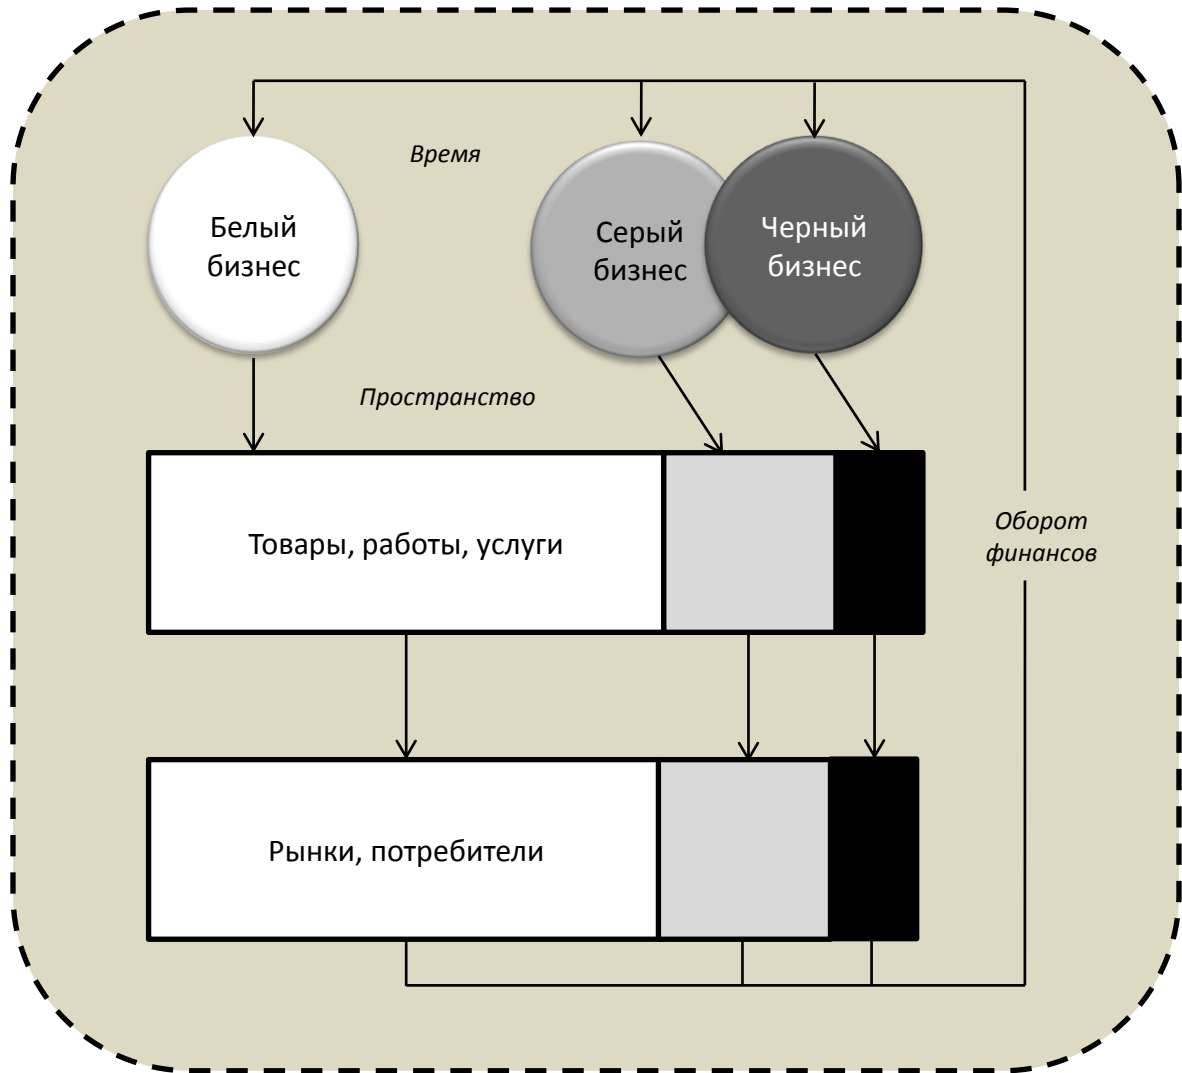 Время
Белый
бизнес
Серый
бизнес
Черный
бизнес
Пространство
Товары, работы, услуги
Оборот
финансов
Рынки, потребители